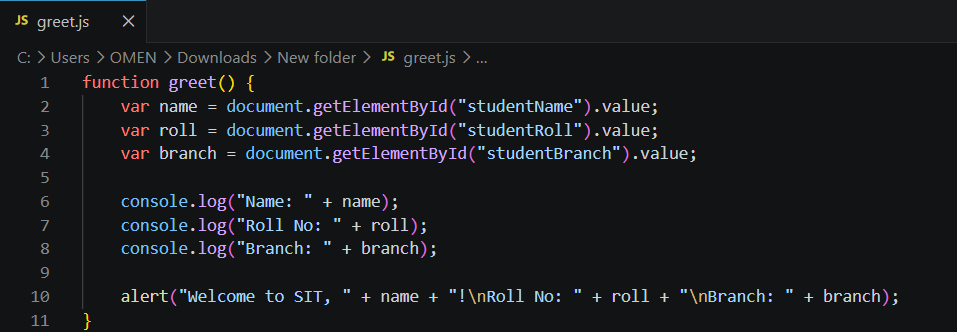 JS greet.js ×
C: > Users > OMEN > Downloads > New folder > JS greet.js > ...
1 function greet() {
2     var name = document.getElementById("studentName").value;
3     var roll = document.getElementById("studentRoll").value;
4     var branch = document.getElementById("studentBranch").value;
5
6     console.log("Name: " + name);
7     console.log("Roll No: " + roll);
8     console.log("Branch: " + branch);
9
10     alert("Welcome to SIT, " + name + "!\nRoll No: " + roll + "\nBranch: " + branch);
11 }